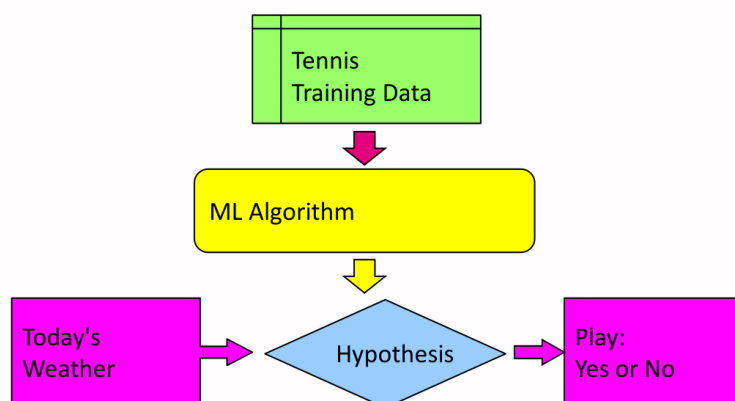 Tennis
Training Data
ML Algorithm
Today's
Weather
Hypothesis
Play:
Yes or No